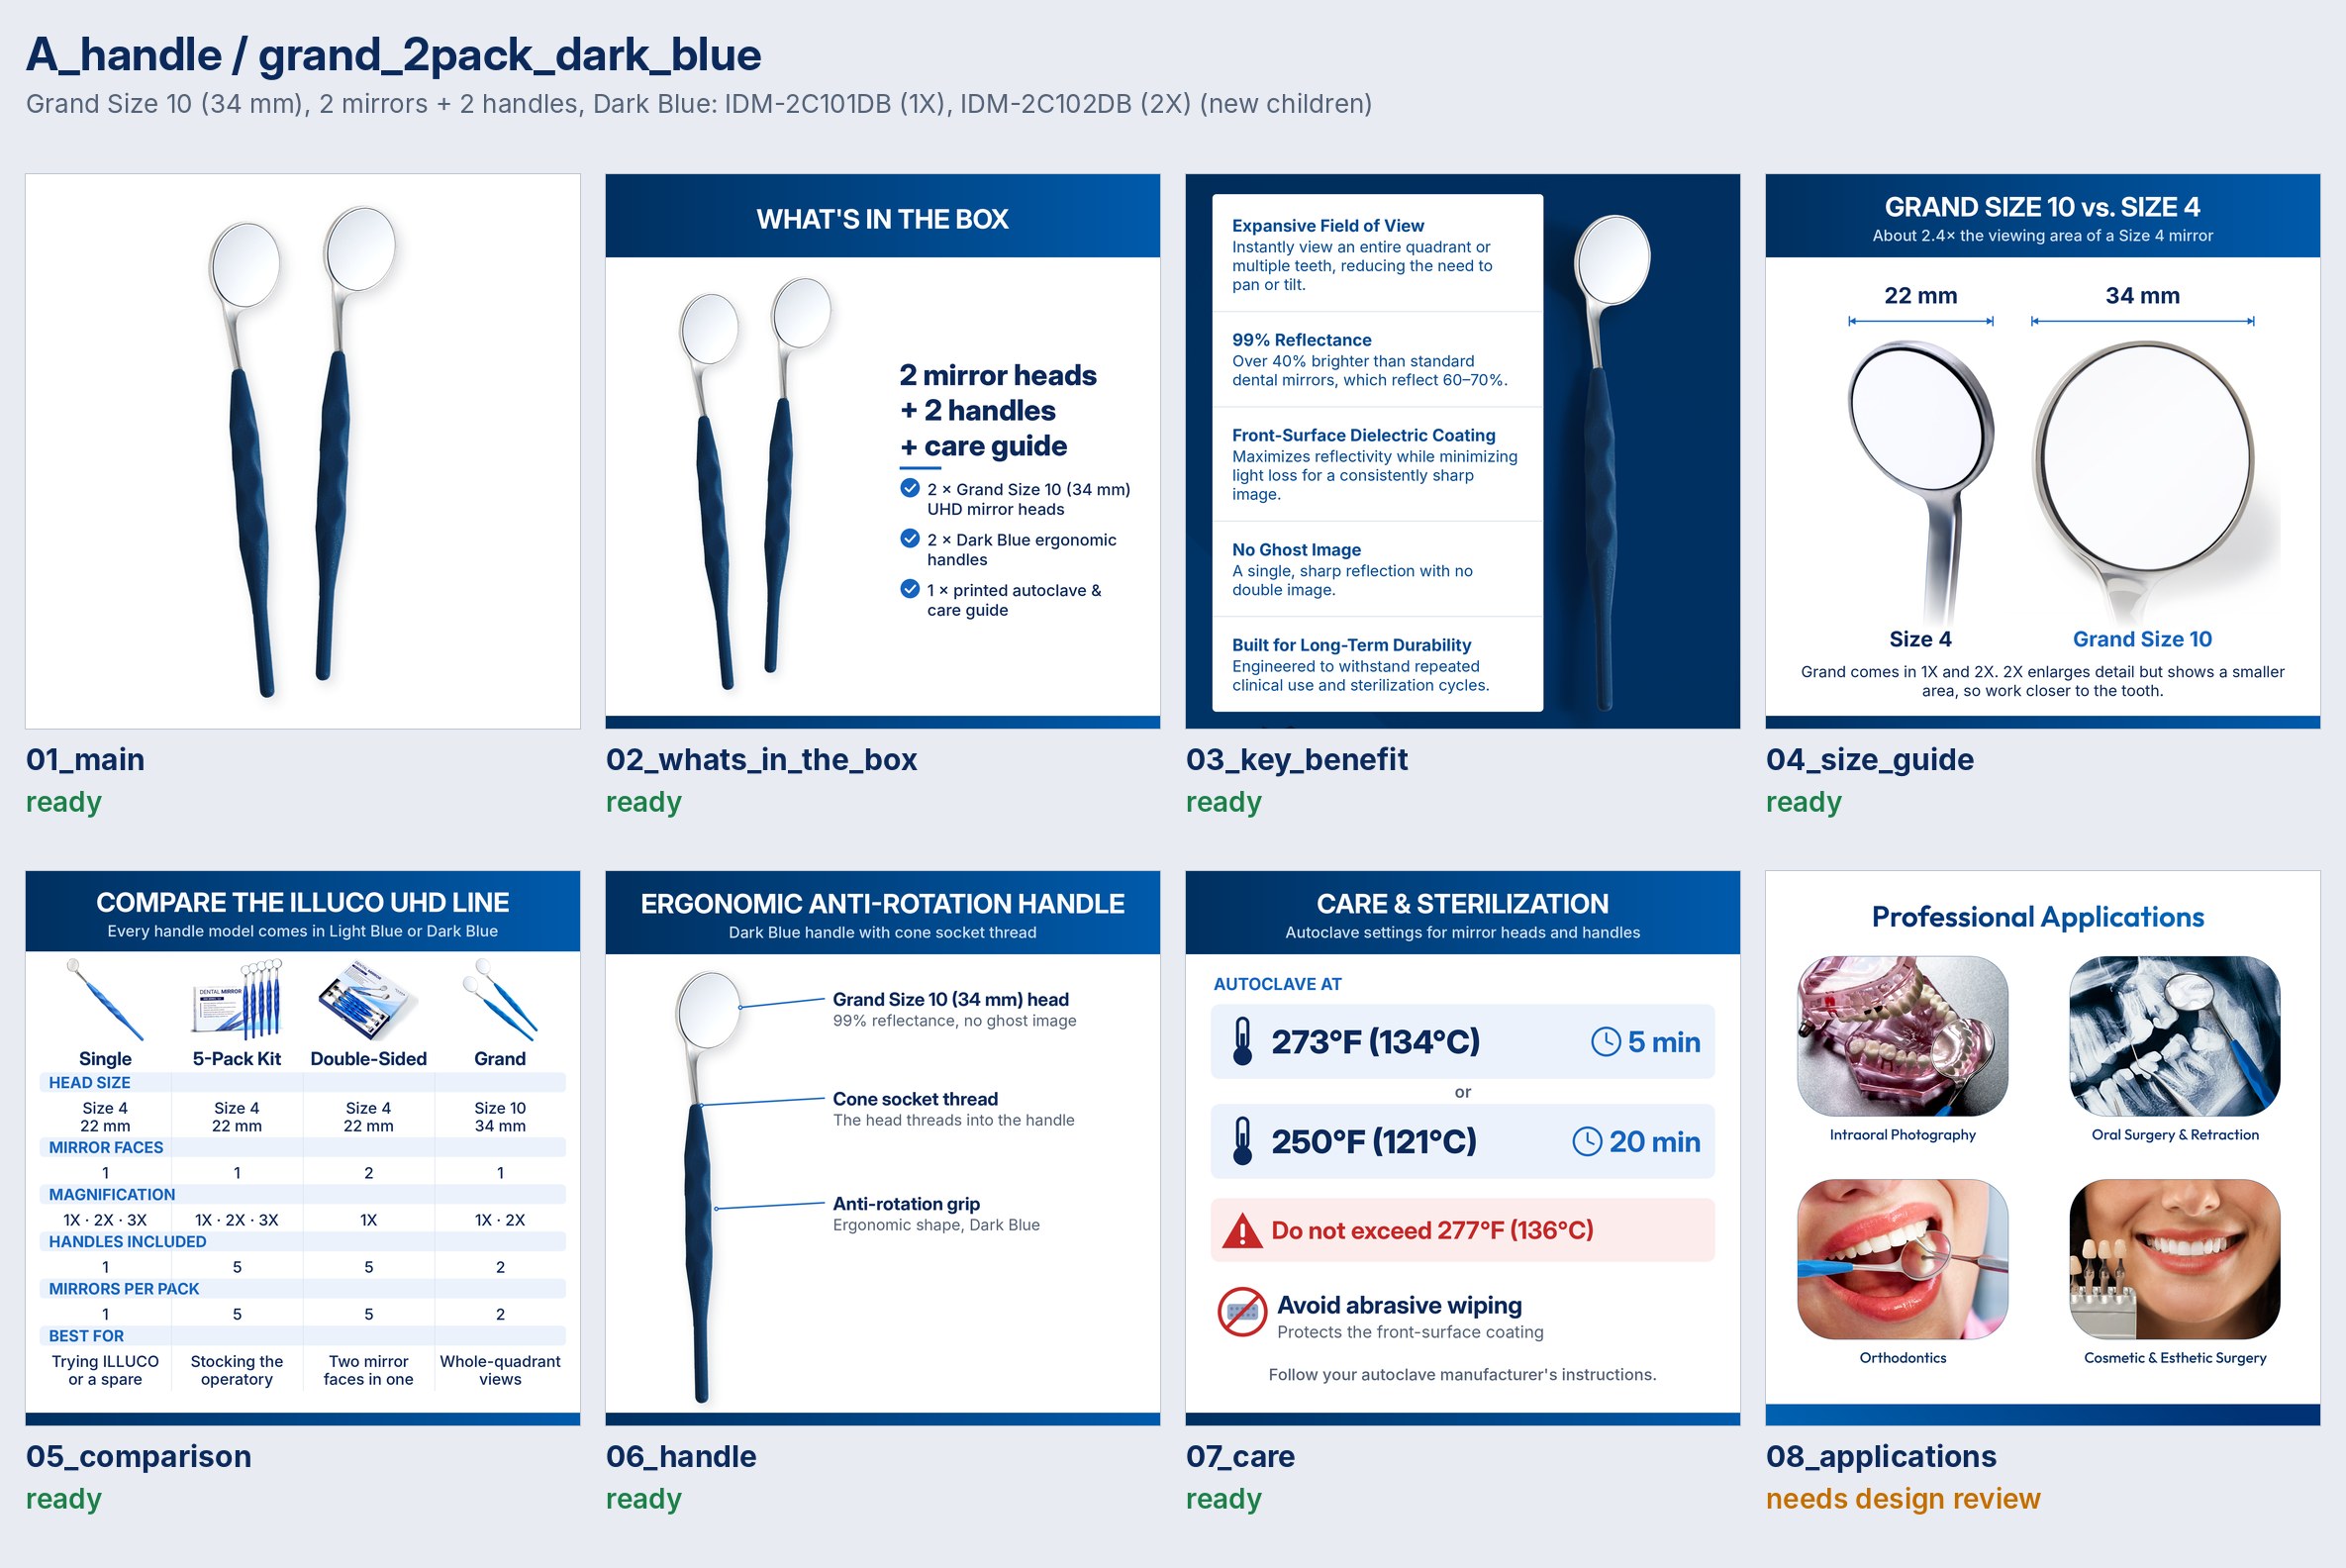 A_handle / grand_2pack_dark_blue
Grand Size 10 (34 mm), 2 mirrors + 2 handles, Dark Blue: IDM-2C101DB (1X), IDM-2C102DB (2X) (new children)
01_main
ready
WHAT'S IN THE BOX
2 mirror heads
+ 2 handles
+ care guide
2 × Grand Size 10 (34 mm)
UHD mirror heads
2 × Dark Blue ergonomic
handles
1 × printed autoclave &
care guide
02_whats_in_the_box
ready
Expansive Field of View
Instantly view an entire quadrant or
multiple teeth, reducing the need to
pan or tilt.
99% Reflectance
Over 40% brighter than standard
dental mirrors, which reflect 60–70%.
Front-Surface Dielectric Coating
Maximizes reflectivity while minimizing
light loss for a consistently sharp
image.
No Ghost Image
A single, sharp reflection with no
double image.
Built for Long-Term Durability
Engineered to withstand repeated
clinical use and sterilization cycles.
03_key_benefit
ready
GRAND SIZE 10 vs. SIZE 4
About 2.4× the viewing area of a Size 4 mirror
22 mm
34 mm
Size 4
Grand Size 10
Grand comes in 1X and 2X. 2X enlarges detail but shows a smaller
area, so work closer to the tooth.
04_size_guide
ready
COMPARE THE ILLUCO UHD LINE
Every handle model comes in Light Blue or Dark Blue
DENTAL MIRROR
Single 5-Pack Kit Double-Sided Grand
HEAD SIZE
Size 4 Size 4 Size 4 Size 10
22 mm 22 mm 22 mm 34 mm
MIRROR FACES
1 1 2 1
MAGNIFICATION
1X · 2X · 3X 1X · 2X · 3X 1X 1X · 2X
HANDLES INCLUDED
1 5 5 2
MIRRORS PER PACK
1 5 5 2
BEST FOR
Trying ILLUCO Stocking the Two mirror Whole-quadrant
or a spare operatory faces in one views
05_comparison
ready
ERGONOMIC ANTI-ROTATION HANDLE
Dark Blue handle with cone socket thread
Grand Size 10 (34 mm) head
99% reflectance, no ghost image
Cone socket thread
The head threads into the handle
Anti-rotation grip
Ergonomic shape, Dark Blue
06_handle
ready
CARE & STERILIZATION
Autoclave settings for mirror heads and handles
AUTOCLAVE AT
273°F (134°C) 5 min
or
250°F (121°C) 20 min
Do not exceed 277°F (136°C)
Avoid abrasive wiping
Protects the front-surface coating
Follow your autoclave manufacturer's instructions.
07_care
ready
Professional Applications
Intraoral Photography
Oral Surgery & Retraction
Orthodontics
Cosmetic & Esthetic Surgery
08_applications
needs design review